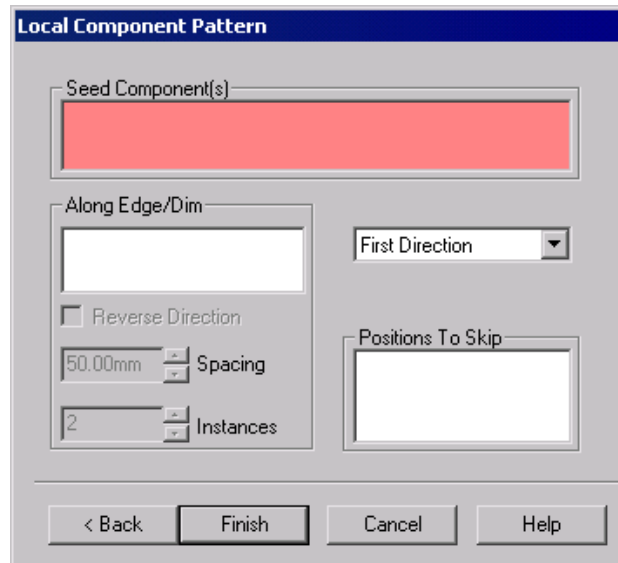 Local Component Pattern
Seed Component(s)
Along Edge/Dim
First Direction
Reverse Direction
Positions To Skip
50.00mm Spacing
2 Instances
< Back Finish Cancel Help